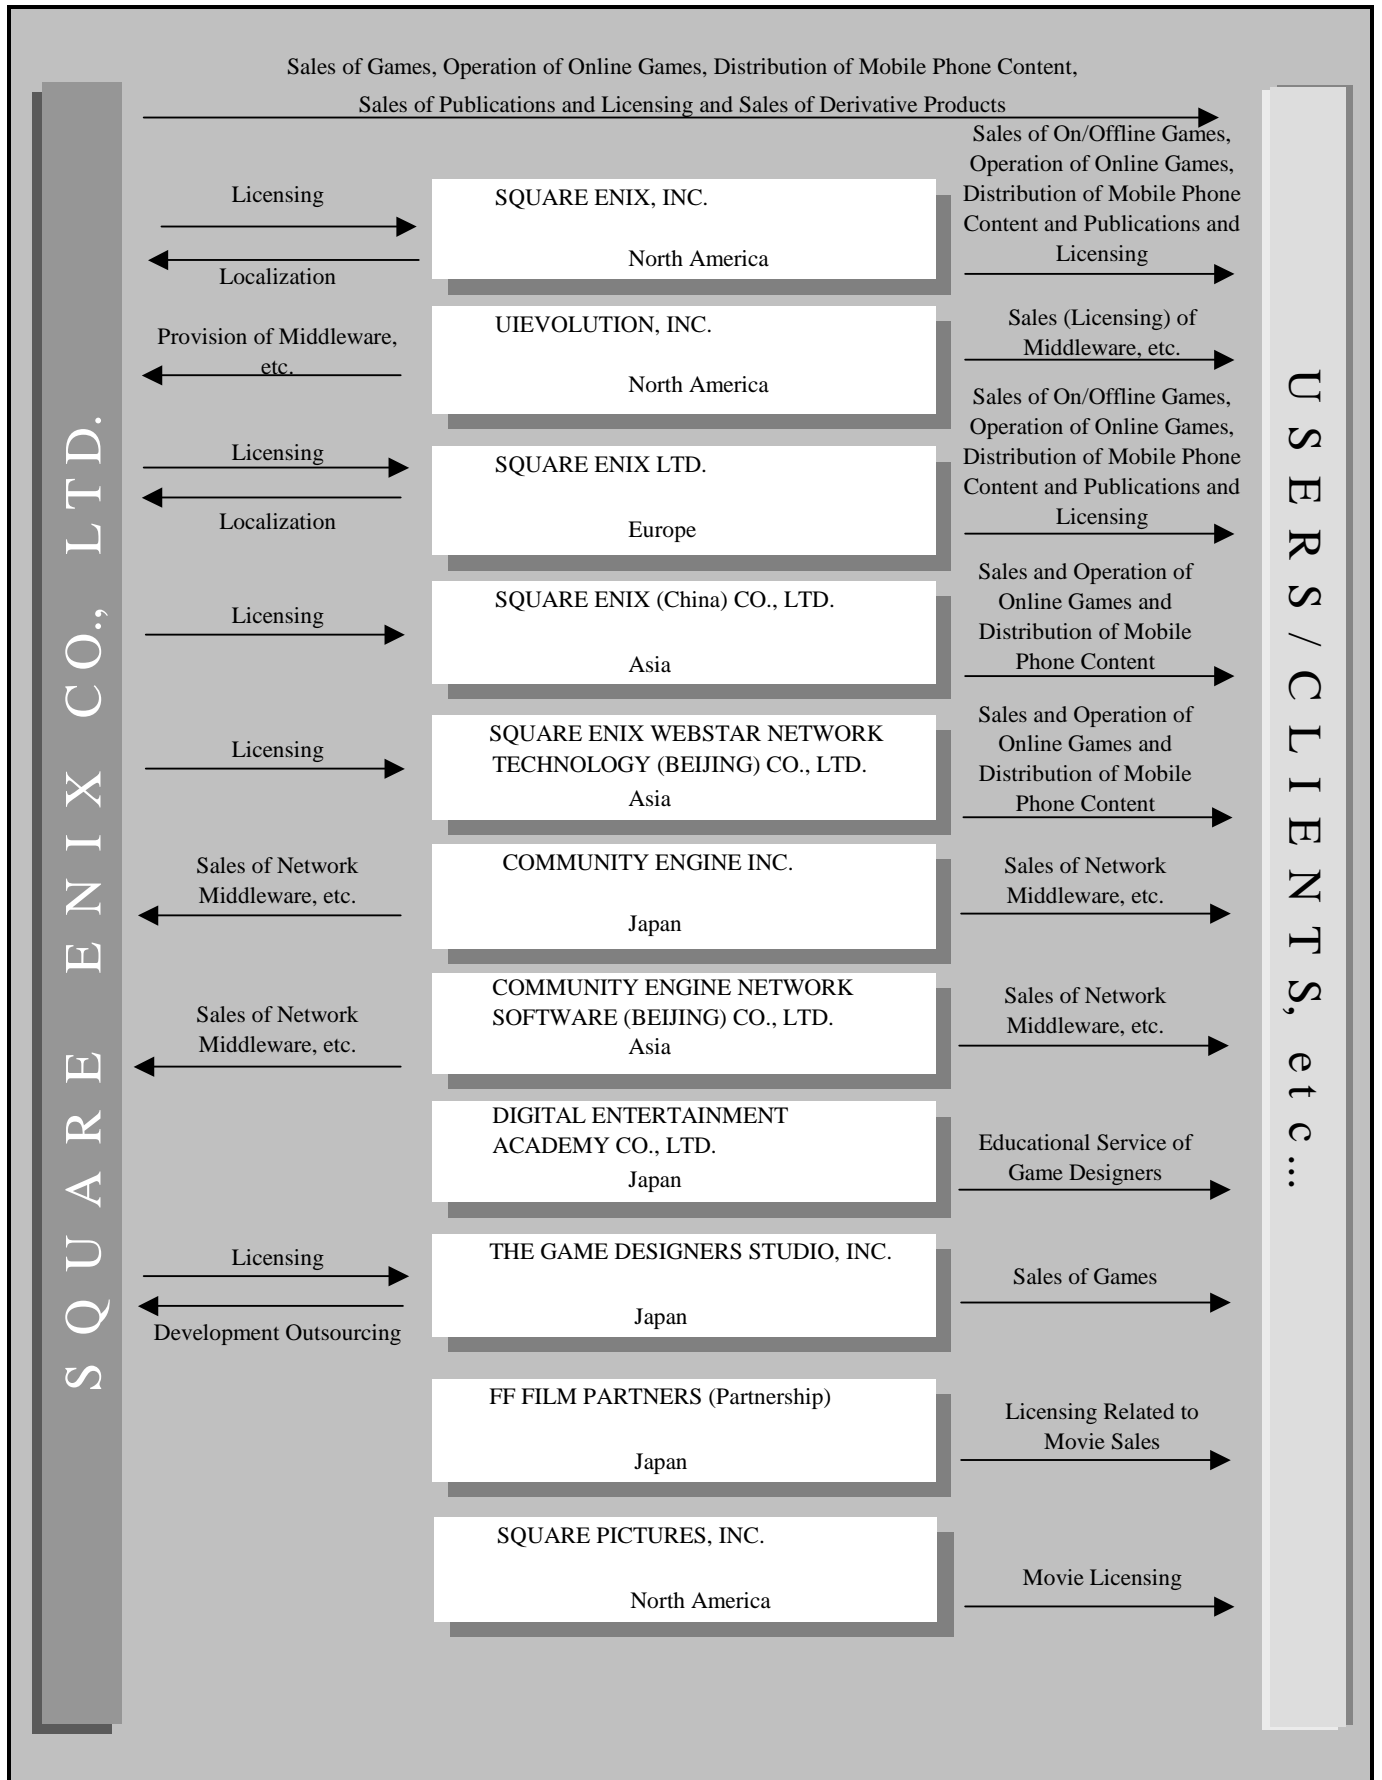 Sales of Games, Operation of Online Games, Distribution of Mobile Phone Content,
Sales of Publications and Licensing and Sales of Derivative Products
SQUARE ENIX CO., LTD.
Licensing
Localization
SQUARE ENIX, INC.
North America
Sales of On/Offline Games,
Operation of Online Games,
Distribution of Mobile Phone
Content and Publications and
Licensing
Provision of Middleware,
etc.
UIEVOLUTION, INC.
North America
Sales (Licensing) of
Middleware, etc.
Licensing
Localization
SQUARE ENIX LTD.
Europe
Sales of On/Offline Games,
Operation of Online Games,
Distribution of Mobile Phone
Content and Publications and
Licensing
Licensing
SQUARE ENIX (China) CO., LTD.
Asia
Sales and Operation of
Online Games and
Distribution of Mobile
Phone Content
Licensing
SQUARE ENIX WEBSTAR NETWORK
TECHNOLOGY (BEIJING) CO., LTD.
Asia
Sales and Operation of
Online Games and
Distribution of Mobile
Phone Content
Sales of Network
Middleware, etc.
COMMUNITY ENGINE INC.
Japan
Sales of Network
Middleware, etc.
Sales of Network
Middleware, etc.
COMMUNITY ENGINE NETWORK
SOFTWARE (BEIJING) CO., LTD.
Asia
Sales of Network
Middleware, etc.
DIGITAL ENTERTAINMENT
ACADEMY CO., LTD.
Japan
Educational Service of
Game Designers
Licensing
Development Outsourcing
THE GAME DESIGNERS STUDIO, INC.
Japan
Sales of Games
FF FILM PARTNERS (Partnership)
Japan
Licensing Related to
Movie Sales
SQUARE PICTURES, INC.
North America
Movie Licensing
USERS/CLIENTS, etc...